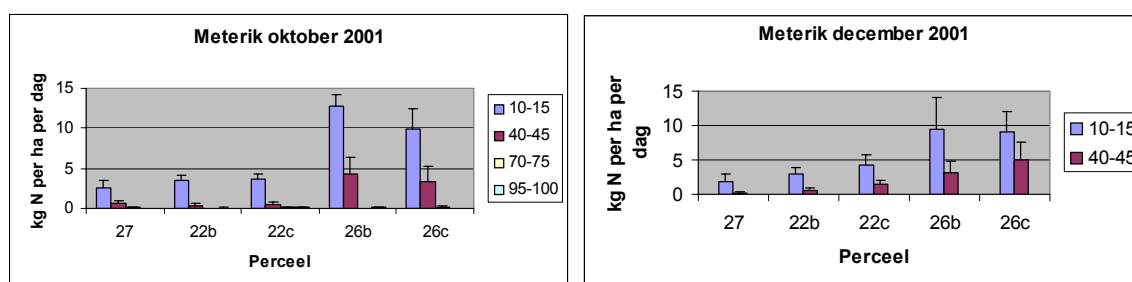 Meterik oktober 2001
kg N per ha per dag
15
10
5
0
27 22b 22c 26b 26c
Perceel
10-15
40-45
70-75
95-100
Meterik december 2001
kg N per ha per
dag
15
10
5
0
27 22b 22c 26b 26c
Perceel
10-15
40-45